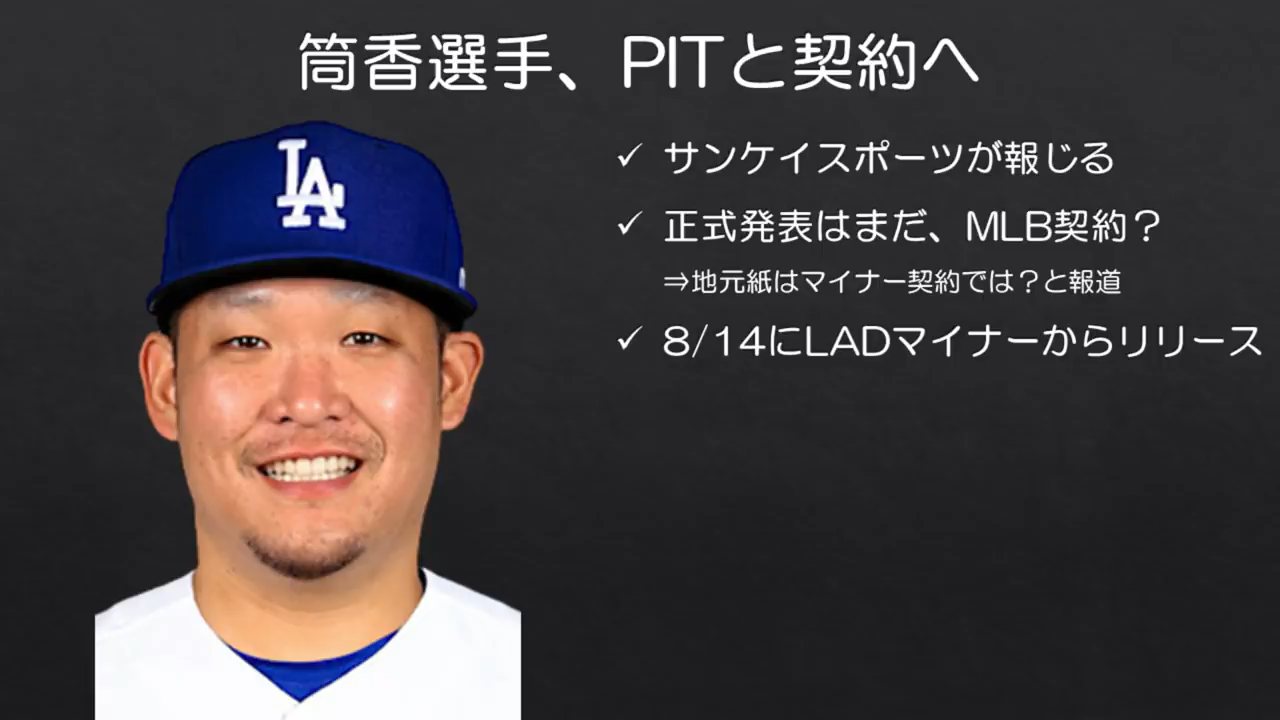 筒香選手、PITと契約へ
LA
✓ サンケイスポーツが報じる
✓ 正式発表はまだ、MLB契約？
⇒地元紙はマイナー契約では？と報道
✓ 8/14にLADマイナーからリリース